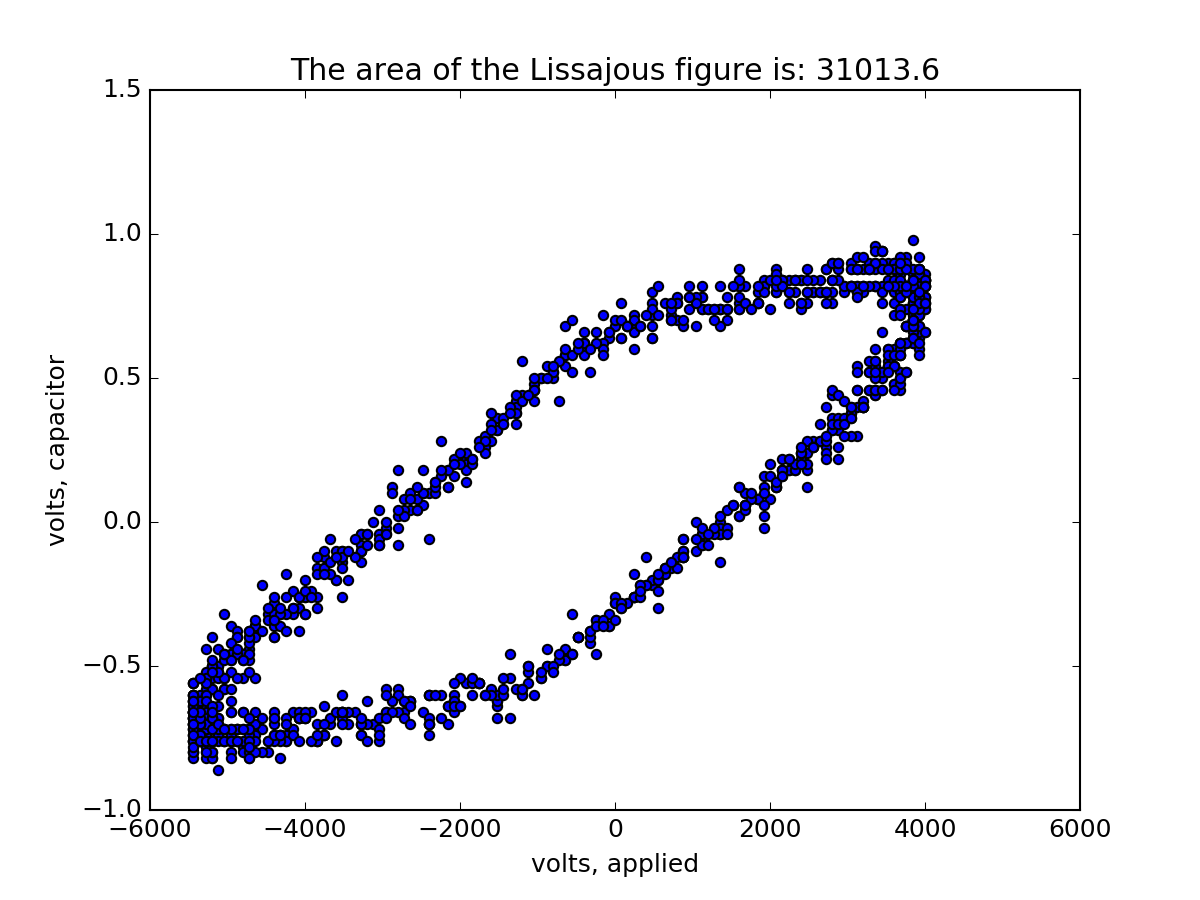 The area of the Lissajous figure is: 31013.6
1.5
1.0
0.5
0.0
−0.5
−1.0
volts, capacitor
−6000 −4000 −2000 0 2000 4000 6000
volts, applied